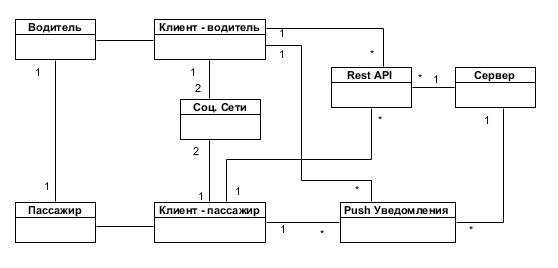 Водитель
Клиент - водитель
1
*
1
1
1
2
Rest API
*
1
Сервер
Соц. Сети
*
1
2
1
1
1
*
Пассажир
Клиент - пассажир
Push Уведомления
1
*
*